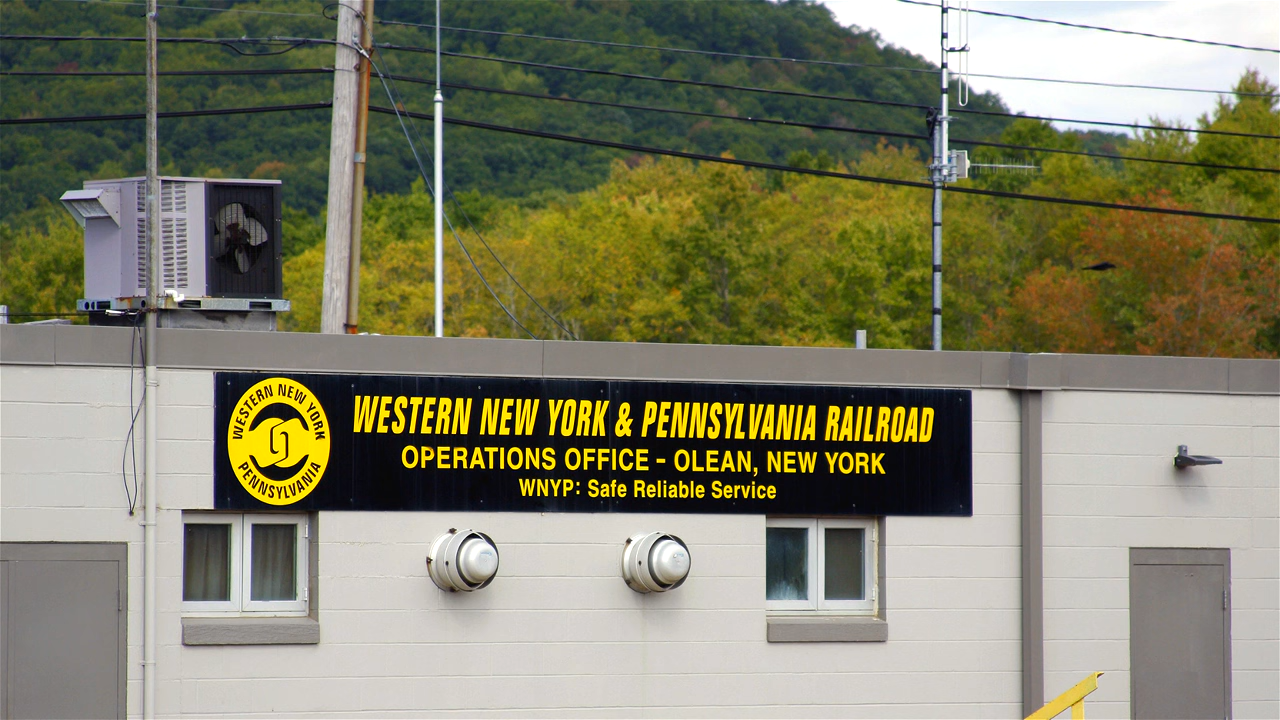 WESTERN NEW YORK
PENNSYLVANIA
WESTERN NEW YORK & PENNSYLVANIA RAILROAD
OPERATIONS OFFICE - OLEAN, NEW YORK
WNYP: Safe Reliable Service